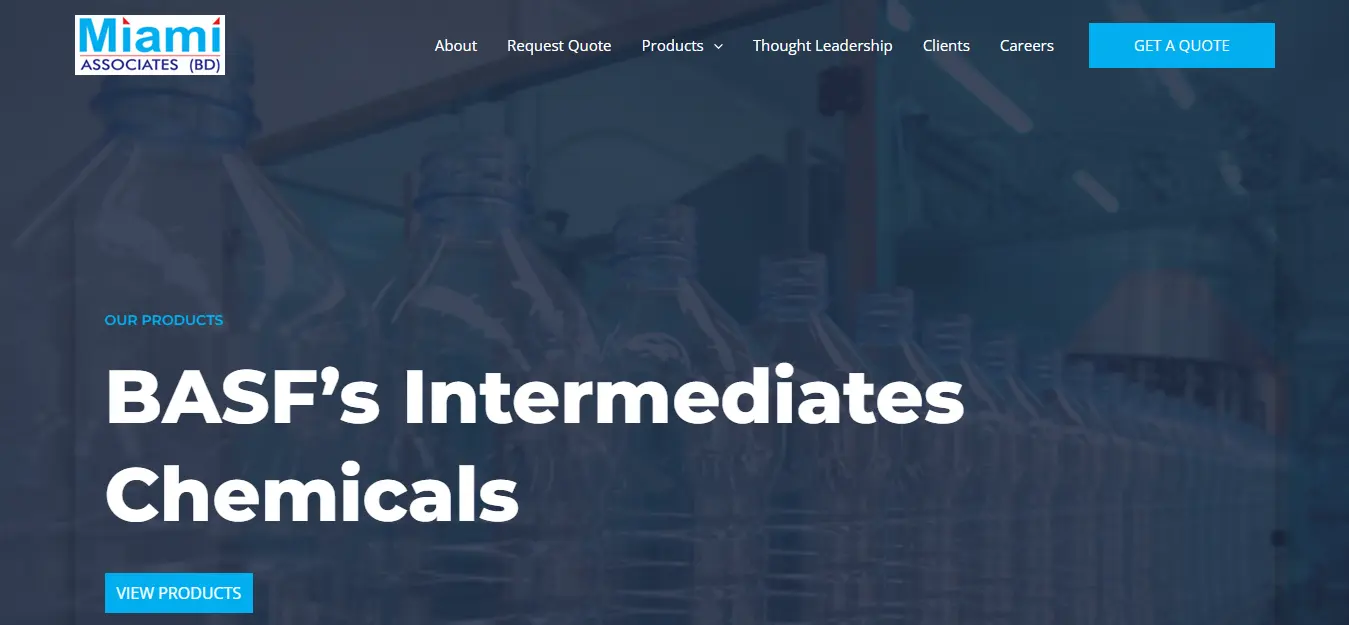 Miami
ASSOCIATES (BD)
About Request Quote Products Thought Leadership Clients Careers GET A QUOTE
OUR PRODUCTS
BASF’s Intermediates
Chemicals
VIEW PRODUCTS